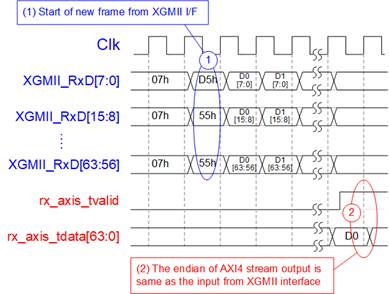 (1) Start of new frame from XGMII I/F
Clk
1
XGMII_RxD[7:0] 07h D5h D0 [7:0] D1 [7:0]
XGMII_RxD[15:8] 07h 55h D0 [15:8] D1 [15:8]
XGMII_RxD[63:56] 07h 55h D0 [63:56] D1 [63:56]
rx_axis_tvalid
2
rx_axis_tdata[63:0] D0
(2) The endian of AXI4 stream output is
same as the input from XGMII interface